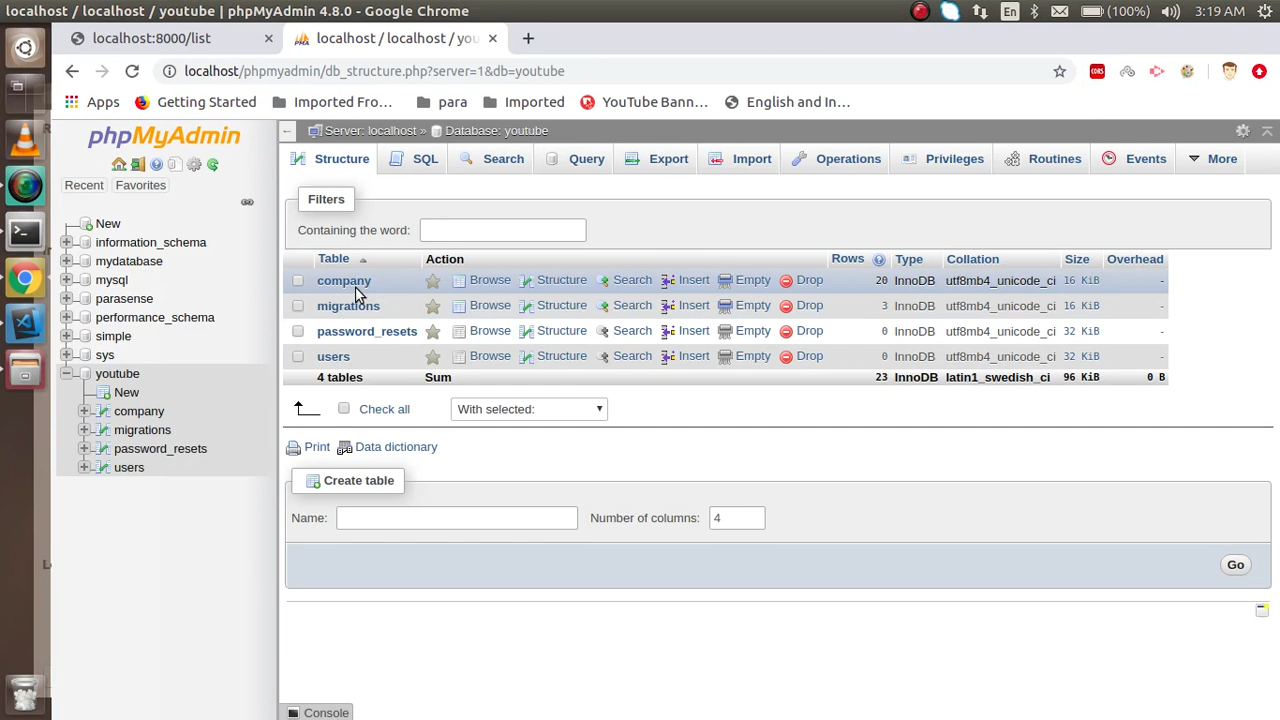 localhost / localhost / youtube | phpMyAdmin 4.8.0 - Google Chrome
En
(100%)
3:19 AM
localhost:8000/list
localhost / localhost / you
localhost/phpmyadmin/db_structure.php?server=1&db=youtube
CORS
Apps
Getting Started
Imported Fro...
para
Imported
YouTube Bann...
English and In...
phpMyAdmin
Recent
Favorites
New
information_schema
mydatabase
mysql
parasense
performance_schema
simple
sys
youtube
New
company
migrations
password_resets
users
Server: localhost » Database: youtube
Structure
SQL
Search
Query
Export
Import
Operations
Privileges
Routines
Events
More
Filters
Containing the word:
Table Action Rows Type Collation Size Overhead
company Browse Structure Search Insert Empty Drop 20 InnoDB utf8mb4_unicode_ci 16 KiB -
migrations Browse Structure Search Insert Empty Drop 3 InnoDB utf8mb4_unicode_ci 16 KiB -
password_resets Browse Structure Search Insert Empty Drop 0 InnoDB utf8mb4_unicode_ci 32 KiB -
users Browse Structure Search Insert Empty Drop 0 InnoDB utf8mb4_unicode_ci 32 KiB -
4 tables Sum 23 InnoDB latin1_swedish_ci 96 KiB 0 B
Check all
With selected:
Print
Data dictionary
Create table
Name:
Number of columns: 4
Go
Console